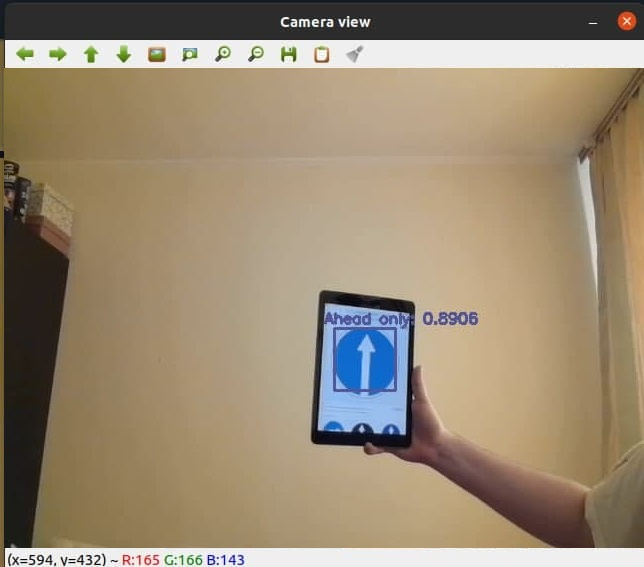 Camera view
Ahead only: 0.8906
(x=594, y=432) ~ R:165 G:166 B:143